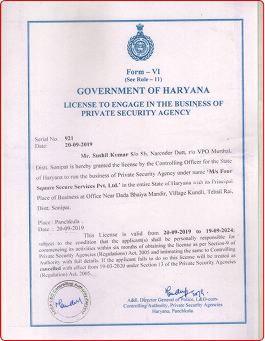 Form – VI
(See Rule – 11)
GOVERNMENT OF HARYANA
LICENSE TO ENGAGE IN THE BUSINESS OF
PRIVATE SECURITY AGENCY
Serial No. 921
Date 20-09-2019
Mr. Sushil Kumar S/o Sh. Narender Dutt, r/o VPO Murthal,
Distt. Sonipat is hereby granted the license by the Controlling Officer for the State
of Haryana to run the business of Private Security Agency under name 'M/s Four
Square Secure Services Pvt. Ltd.' in the entire State of Haryana with its Principal
Place of Business at Office Near Dada Bhaiya Mandir, Village Kundli, Tehsil Rai,
Distt. Sonipat.
Place : Panchkula
Date : 20-09-2019
This License is valid from 20-09-2019 to 19-09-2024;
subject to the condition that the applicant(s) shall be personally responsible for
commencing its activities within six months of obtaining the license as per Section 9 of
Private Security Agencies (Regulation) Act, 2005 and intimating the same to Controlling
Authority with full details. If the applicant fails to do so this license will be treated as
cancelled with effect from 19-03-2020 under Section 13 of the Private Security Agencies
(Regulation) Act, 2005.
Addl. Director General of Police, L&O-cum-
Controlling Authority, Private Security Agencies
Haryana, Panchkula.